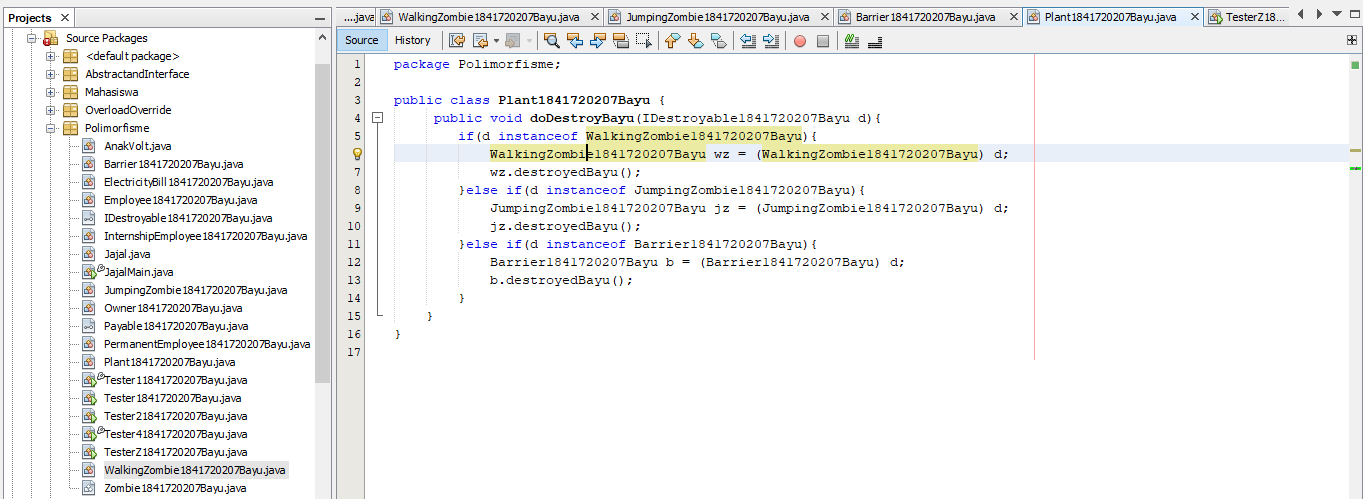 Projects
Source Packages
<default package>
AbstractandInterface
Mahasiswa
OverloadOverride
Polimorfisme
AnakVolt.java
Barrier1841720207Bayu.java
ElectricityBill1841720207Bayu.java
Employee1841720207Bayu.java
IDestroyable1841720207Bayu.java
InternshipEmployee1841720207Bayu.java
Jajal.java
JajalMain.java
JumpingZombie1841720207Bayu.java
Owner1841720207Bayu.java
Payable1841720207Bayu.java
PermanentEmployee1841720207Bayu.java
Plant1841720207Bayu.java
Tester11841720207Bayu.java
Tester1841720207Bayu.java
Tester21841720207Bayu.java
Tester41841720207Bayu.java
TesterZ1841720207Bayu.java
WalkingZombie1841720207Bayu.java
Zombie1841720207Bayu.java
....java WalkingZombie1841720207Bayu.java JumpingZombie1841720207Bayu.java Barrier1841720207Bayu.java Plant1841720207Bayu.java TesterZ18...
Source History
1 package Polimorfisme;
2
3 public class Plant1841720207Bayu {
4 public void doDestroyBayu(IDestroyable1841720207Bayu d){
5 if(d instanceof WalkingZombie1841720207Bayu){
WalkingZombie1841720207Bayu wz = (WalkingZombie1841720207Bayu) d;
7 wz.destroyedBayu();
8 }else if(d instanceof JumpingZombie1841720207Bayu){
9 JumpingZombie1841720207Bayu jz = (JumpingZombie1841720207Bayu) d;
10 jz.destroyedBayu();
11 }else if(d instanceof Barrier1841720207Bayu){
12 Barrier1841720207Bayu b = (Barrier1841720207Bayu) d;
13 b.destroyedBayu();
14 }
15 }
16 }
17